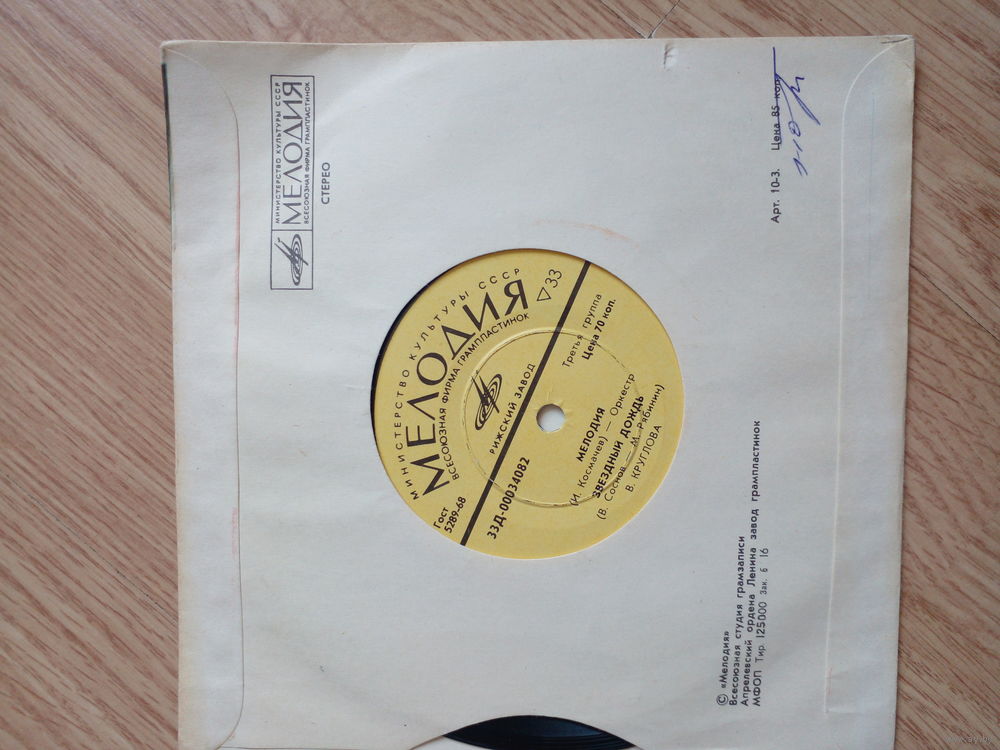 МИНИСТЕРСТВО КУЛЬТУРЫ СССР
МЕЛОДИЯ
ВСЕСОЮЗНАЯ ФИРМА ГРАМПЛАСТИНОК
СТЕРЕО
Арт. 10-3. Цена 85 коп.
МИНИСТЕРСТВО КУЛЬТУРЫ СССР
МЕЛОДИЯ
ВСЕСОЮЗНАЯ ФИРМА ГРАМПЛАСТИНОК
33
Гост
5289-68
РИЖСКИЙ ЗАВОД
33Д-00034082
Третья группа
Цена 70 коп.
МЕЛОДИЯ
(И. Космачев) — Оркестр
ЗВЕЗДНЫЙ ДОЖДЬ
(В. Соснов — М. Рябинин)
В. КРУГЛОВА
© «Мелодия»
Всесоюзная студия грамзаписи
Апрелевский ордена Ленина завод грампластинок
МФОП Тир. 125000 Зак. 6 16